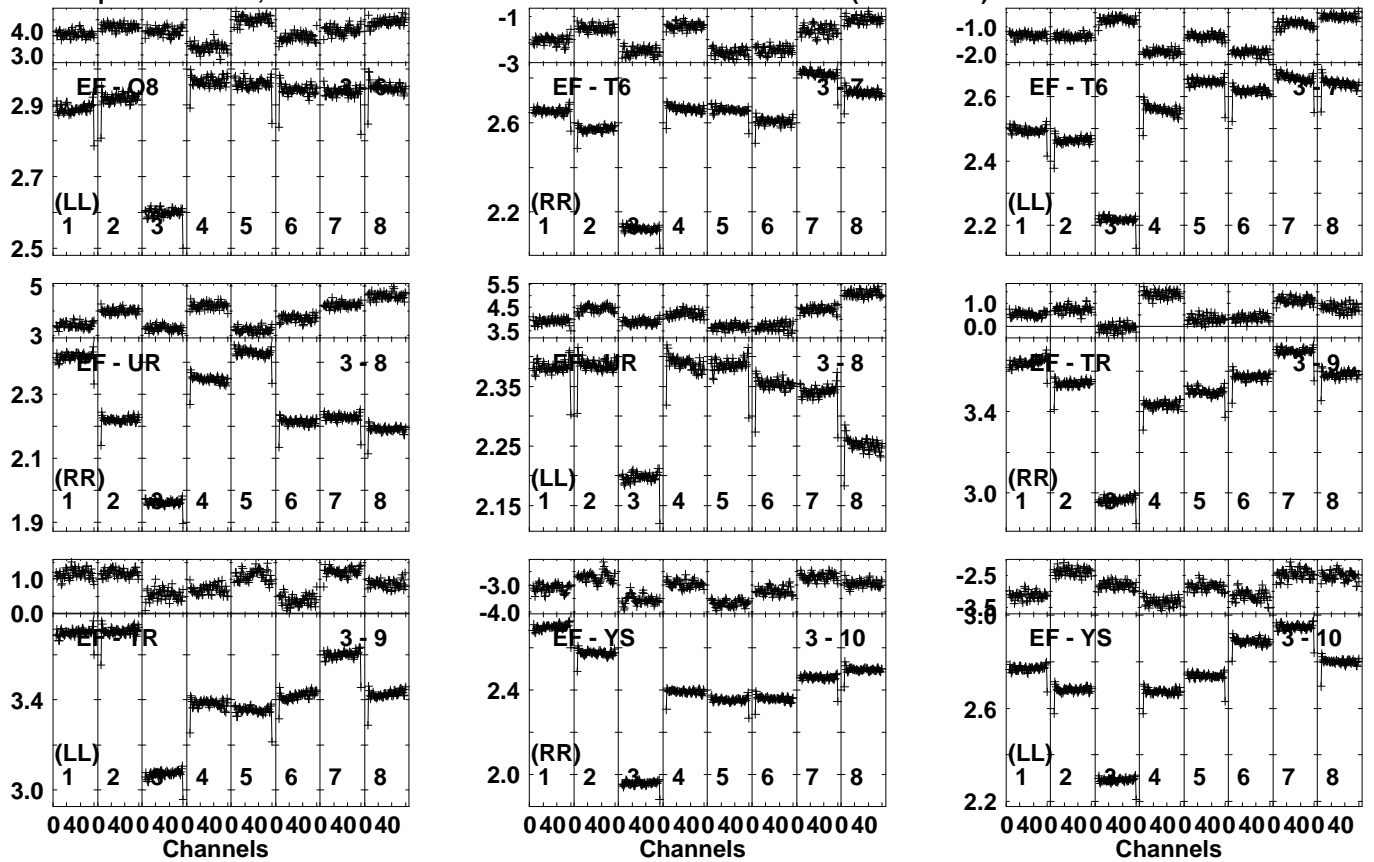 4.0 3.0
EF - O8 3 - 6
2.9 2.7 2.5
(LL)
1 2 3 4 5 6 7 8
-1 -3
EF - T6 3 - 7
2.6 2.2
(RR)
1 2 3 4 5 6 7 8
-1.0 -2.0
EF - T6 3 - 7
2.6 2.4 2.2
(LL)
1 2 3 4 5 6 7 8
5 3
EF - UR 3 - 8
2.3 2.1 1.9
(RR)
1 2 3 4 5 6 7 8
5.5 4.5 3.5
EF - UR 3 - 8
2.35 2.25 2.15
(LL)
1 2 3 4 5 6 7 8
1.0 0.0
EF - TR 3 - 9
3.4 3.0
(RR)
1 2 3 4 5 6 7 8
1.0 0.0
EF - TR 3 - 9
3.4 3.0
(LL)
1 2 3 4 5 6 7 8
-3.0 -4.0
EF - YS 3 - 10
2.4 2.0
(RR)
1 2 3 4 5 6 7 8
-2.5 -3.5
3.0
EF - YS 3 - 10
2.6 2.2
(LL)
1 2 3 4 5 6 7 8
0 40 0 40 0 40 0 40 0 40 0 40 0 40 0 40
Channels
0 40 0 40 0 40 0 40 0 40 0 40 0 40 0 40
Channels
0 40 0 40 0 40 0 40 0 40 0 40 0 40 0 40
Channels